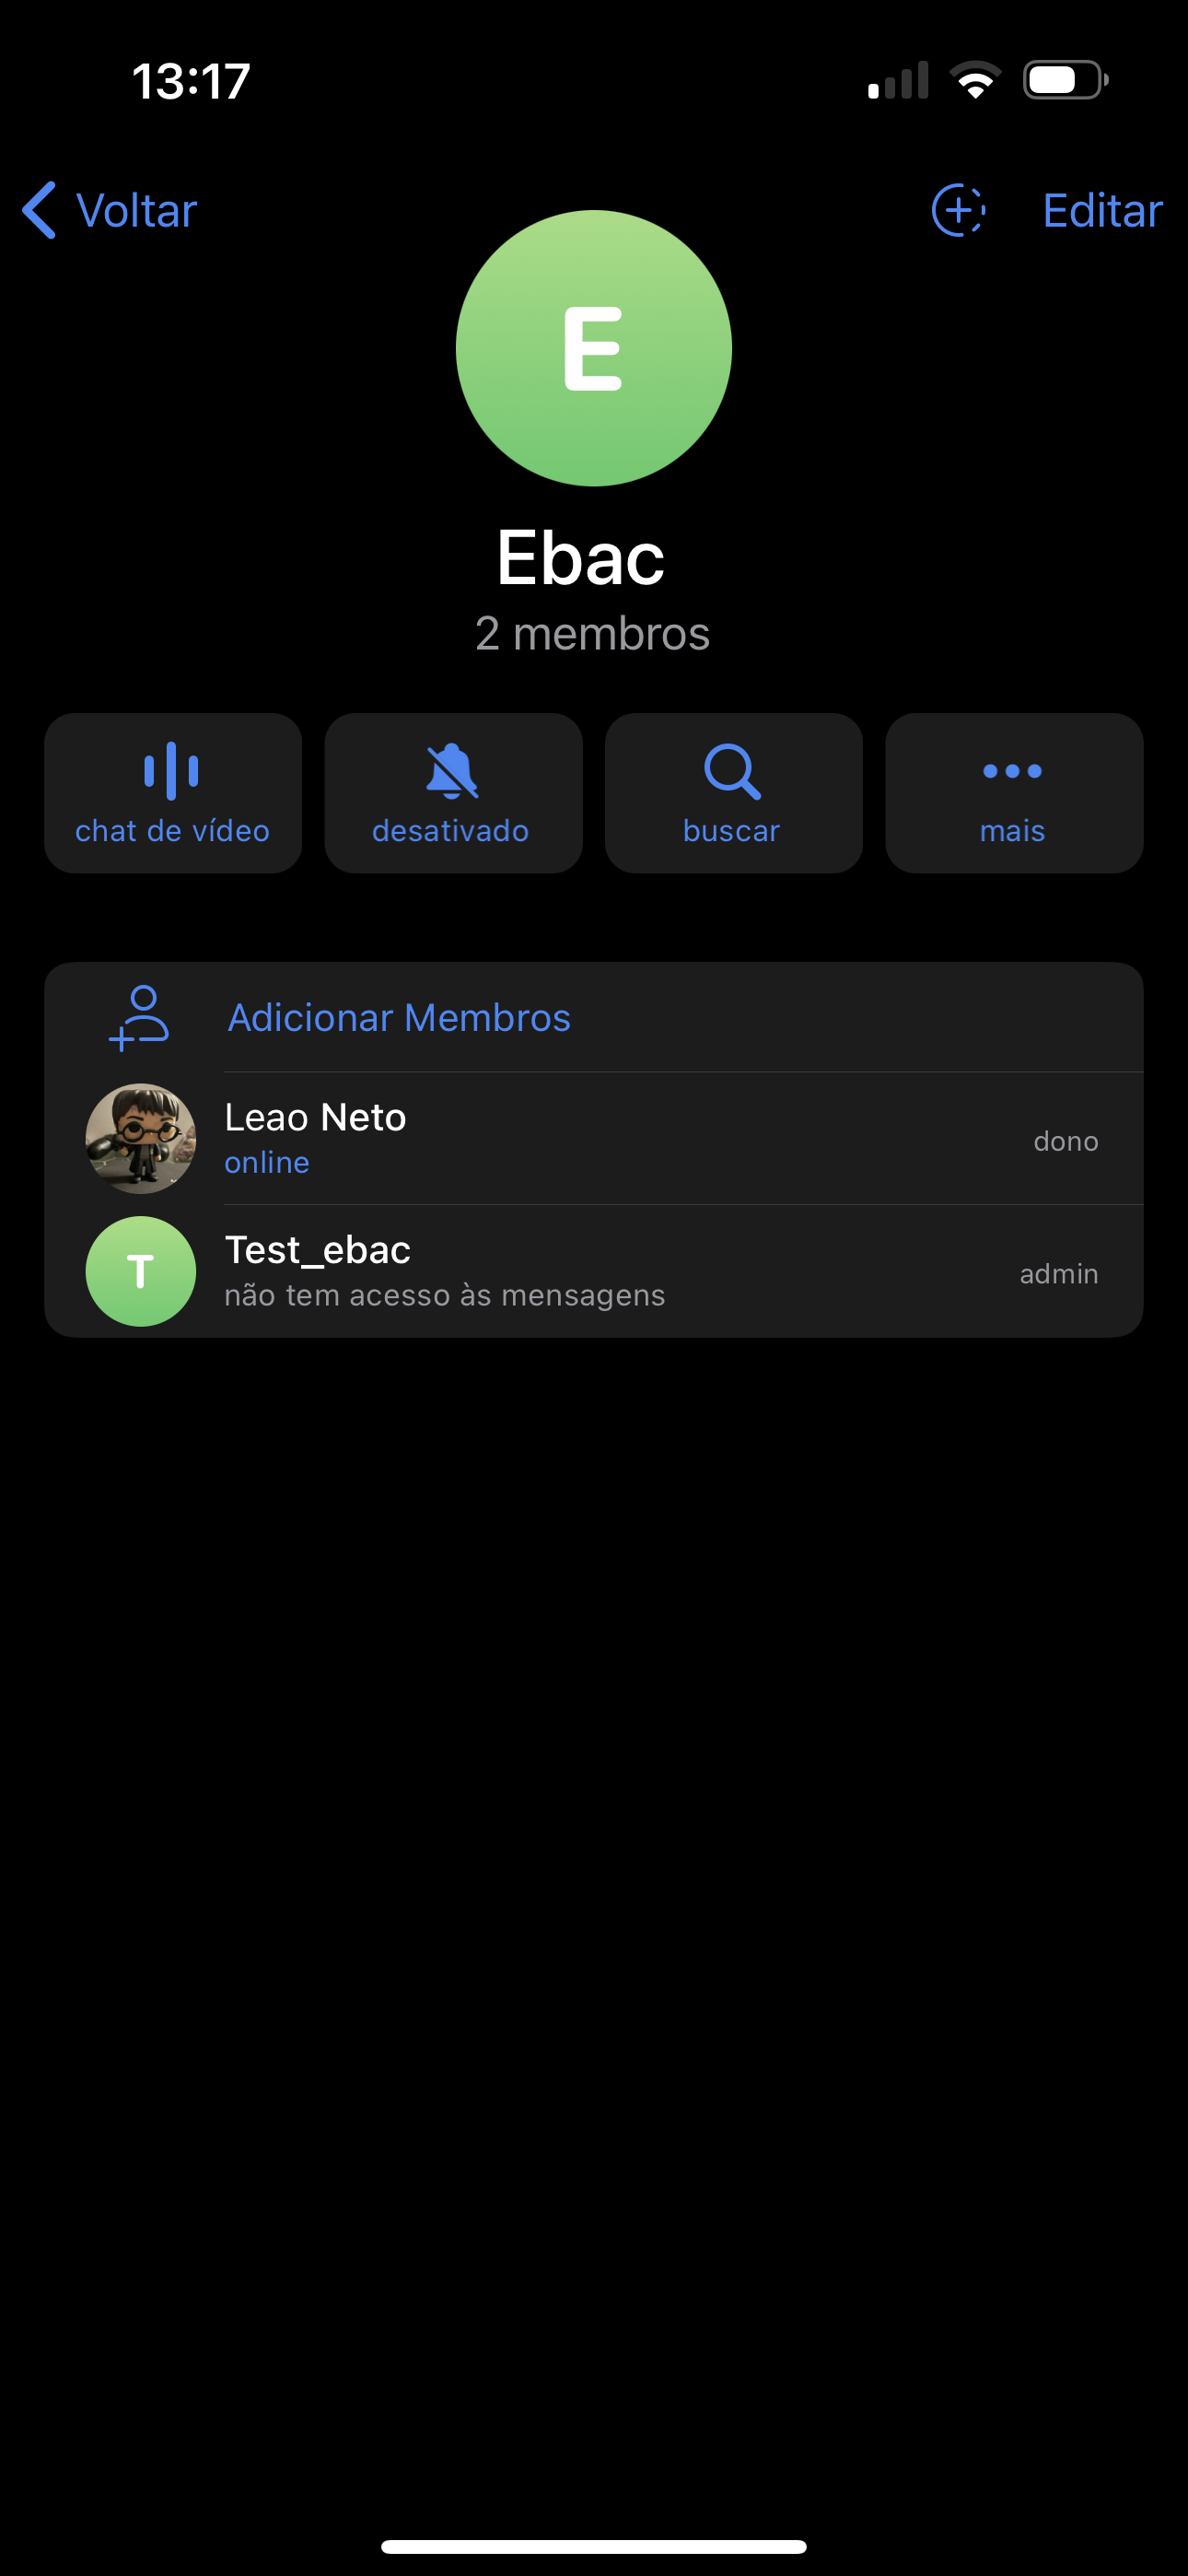 13:17
Voltar
Editar
E
Ebac
2 membros
chat de vídeo
desativado
buscar
mais
Adicionar Membros
Leao Neto
online
dono
T
Test_ebac
não tem acesso às mensagens
admin